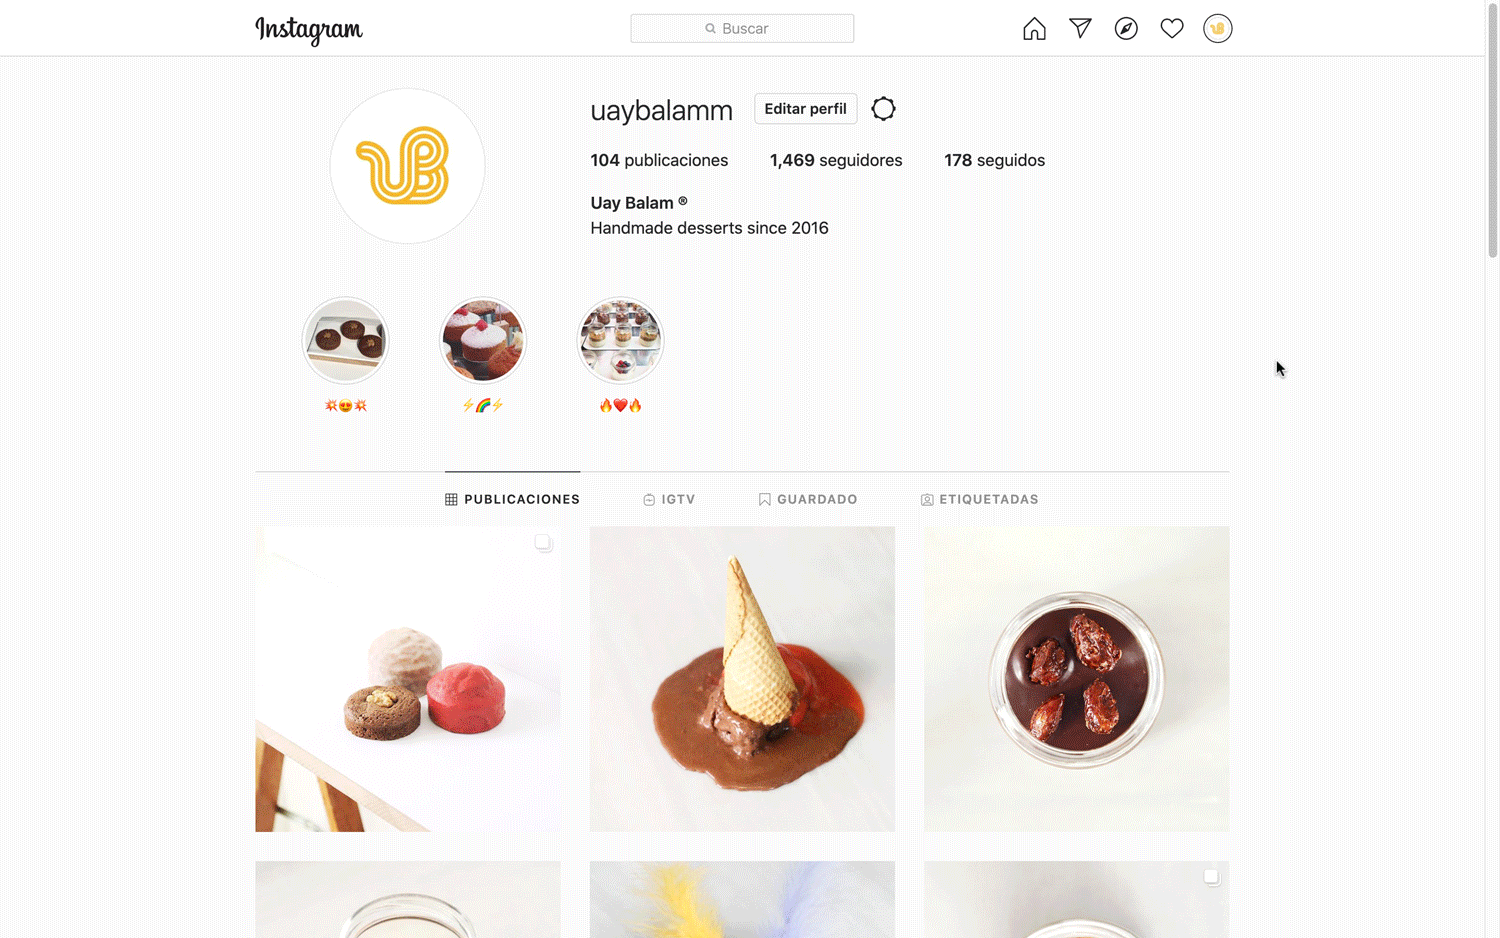 Instagram
Buscar
uaybalamm Editar perfil
104 publicaciones 1,469 seguidores 178 seguidos
Uay Balam ®
Handmade desserts since 2016
💥😍💥 ⚡🌈⚡ 🔥❤️🔥
PUBLICACIONES IGTV GUARDADO ETIQUETADAS